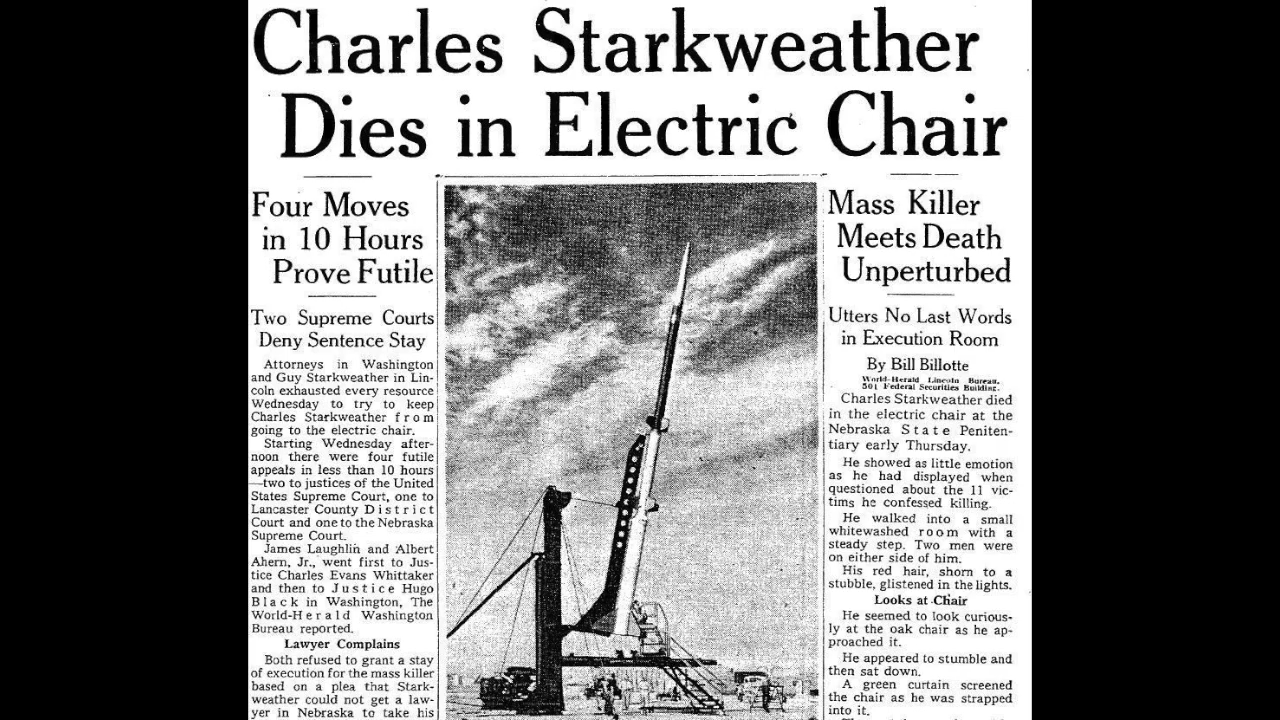 Charles Starkweather
Dies in Electric Chair
Four Moves
in 10 Hours
Prove Futile
Two Supreme Courts
Deny Sentence Stay
Attorneys in Washington
and Guy Starkweather in Lin-
coln exhausted every resource
Wednesday to try to keep
Charles Starkweather from
going to the electric chair.
Starting Wednesday after-
noon there were four futile
appeals in less than 10 hours
—two to justices of the United
States Supreme Court, one to
Lancaster County District
Court and one to the Nebraska
Supreme Court.
James Laughlin and Albert
Ahern, Jr., went first to Jus-
tice Charles Evans Whittaker
and then to Justice Hugo
Black in Washington, The
World-Herald Washington
Bureau reported.
Lawyer Complains
Both refused to grant a stay
of execution for the mass killer
based on a plea that Stark-
weather could not get a law-
yer in Nebraska to take his
Mass Killer
Meets Death
Unperturbed
Utters No Last Words
in Execution Room
By Bill Billotte
World-Herald Lincoln Bureau,
501 Federal Securities Building.
Charles Starkweather died
in the electric chair at the
Nebraska State Peniten-
tiary early Thursday.
He showed as little emotion
as he had displayed when
questioned about the 11 vic-
tims he confessed killing.
He walked into a small
whitewashed room with a
steady step. Two men were
on either side of him.
His red hair, shorn to a
stubble, glistened in the lights.
Looks at Chair
He seemed to look curious-
ly at the oak chair as he ap-
proached it.
He appeared to stumble and
then sat down.
A green curtain screened
the chair as he was strapped
into it.